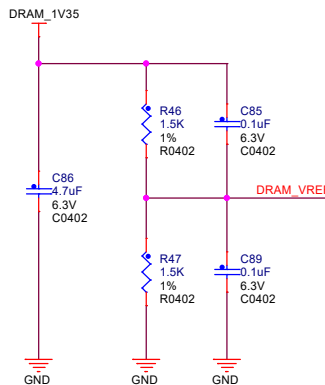 DRAM_1V35
R46
1.5K
1%
R0402
C85
0.1uF
6.3V
C0402
C86
4.7uF
6.3V
C0402
DRAM_VREF
R47
1.5K
1%
R0402
C89
0.1uF
6.3V
C0402
GND
GND
GND